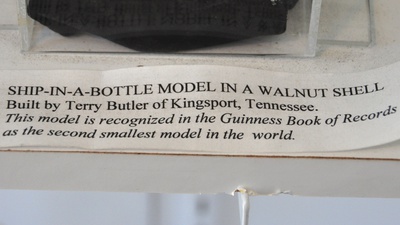 SHIP-IN-A-BOTTLE MODEL IN A WALNUT SHELL
Built by Terry Butler of Kingsport, Tennessee.
This model is recognized in the Guinness Book of Records
as the second smallest model in the world.